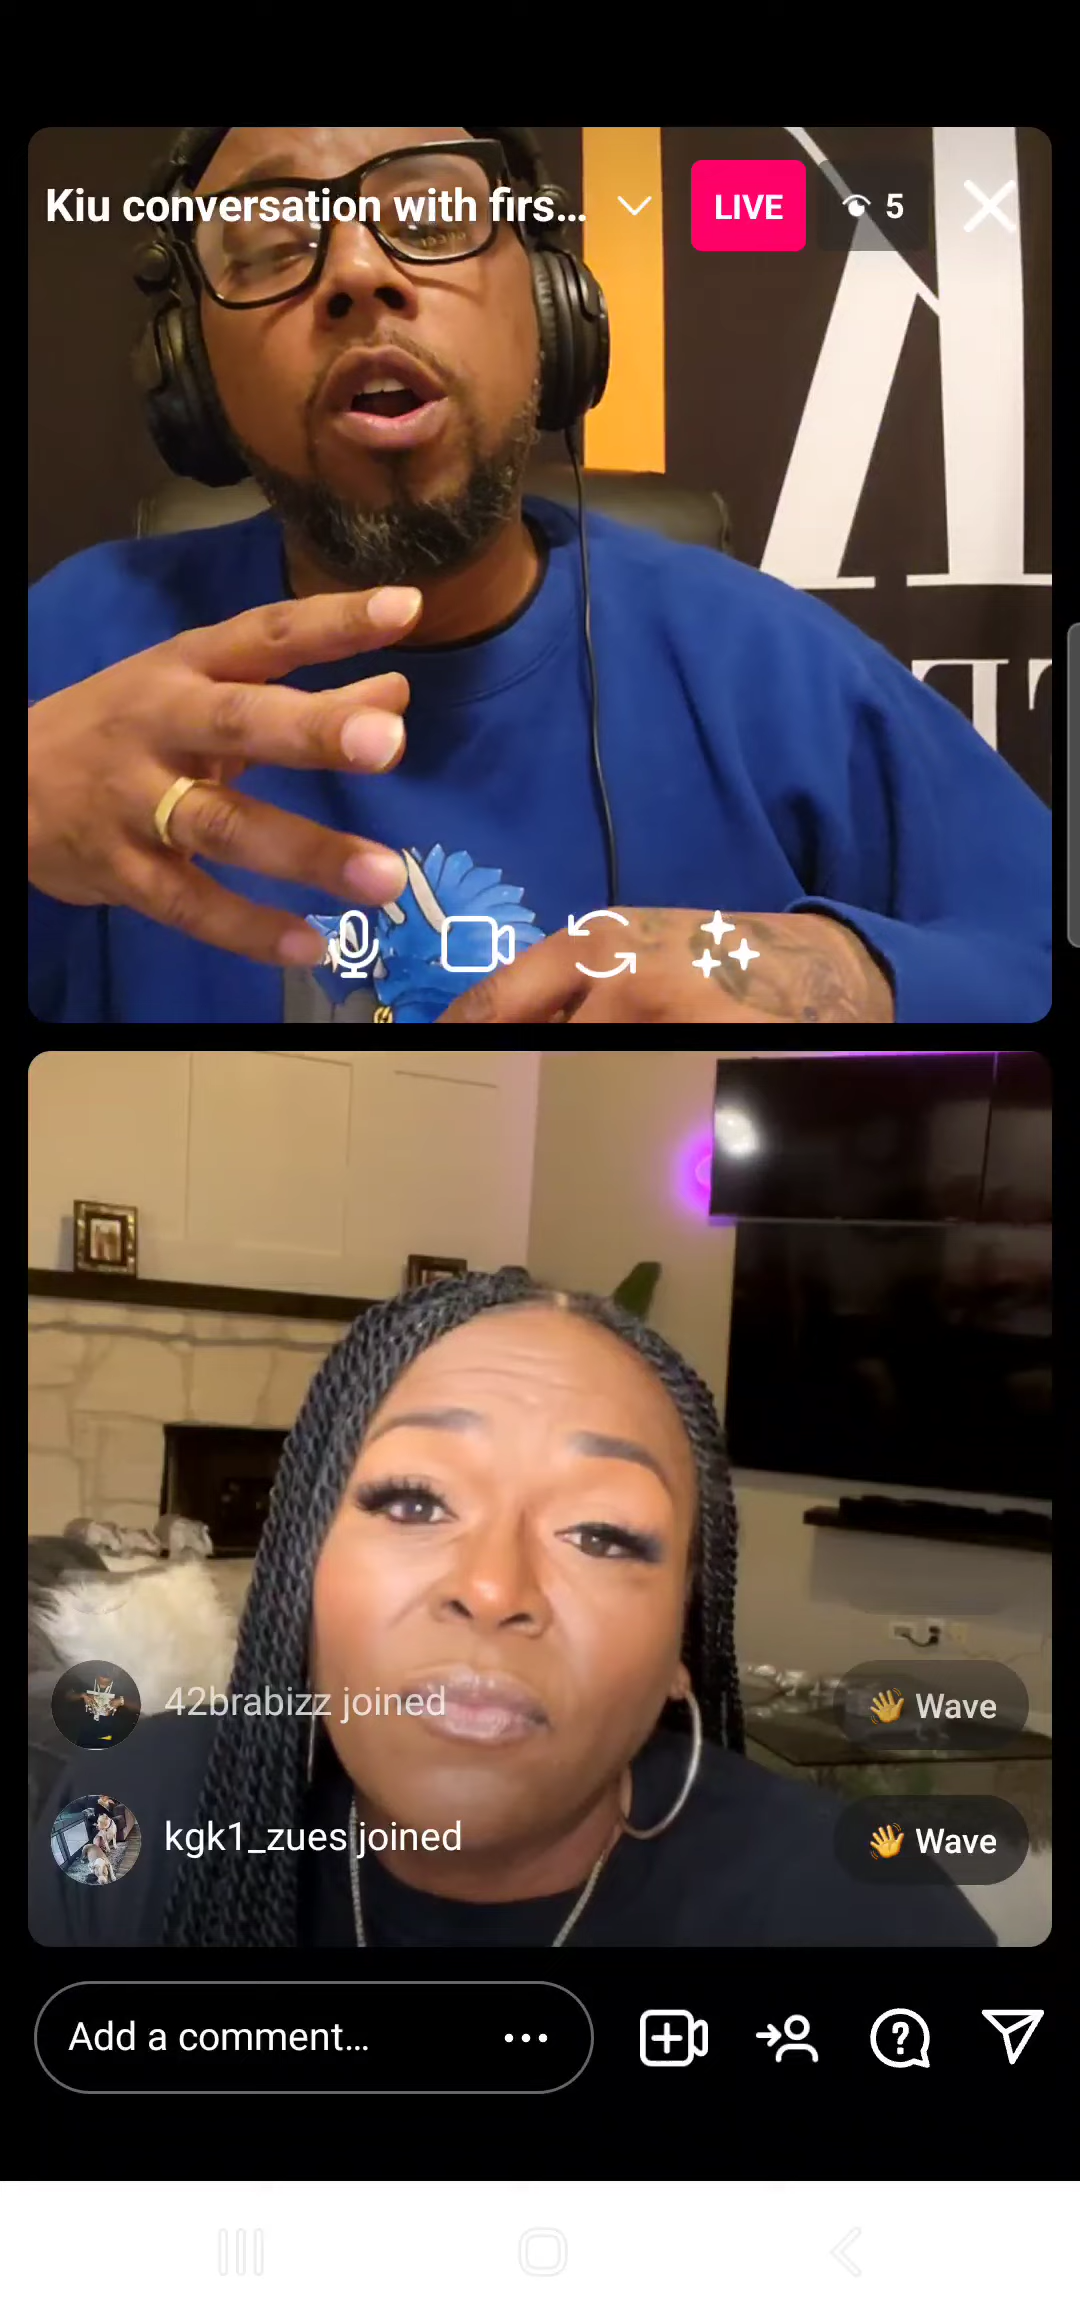 Kiu conversation with firs...
LIVE
5
42brabizz joined
👋 Wave
kgk1_zues joined
👋 Wave
Add a comment...